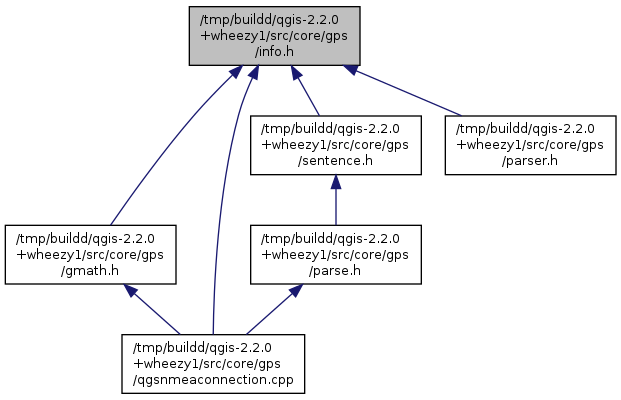 /tmp/buildd/qgis-2.2.0
+wheezy1/src/core/gps
/info.h
/tmp/buildd/qgis-2.2.0
+wheezy1/src/core/gps
/sentence.h
/tmp/buildd/qgis-2.2.0
+wheezy1/src/core/gps
/parser.h
/tmp/buildd/qgis-2.2.0
+wheezy1/src/core/gps
/gmath.h
/tmp/buildd/qgis-2.2.0
+wheezy1/src/core/gps
/parse.h
/tmp/buildd/qgis-2.2.0
+wheezy1/src/core/gps
/qgsnmeaconnection.cpp